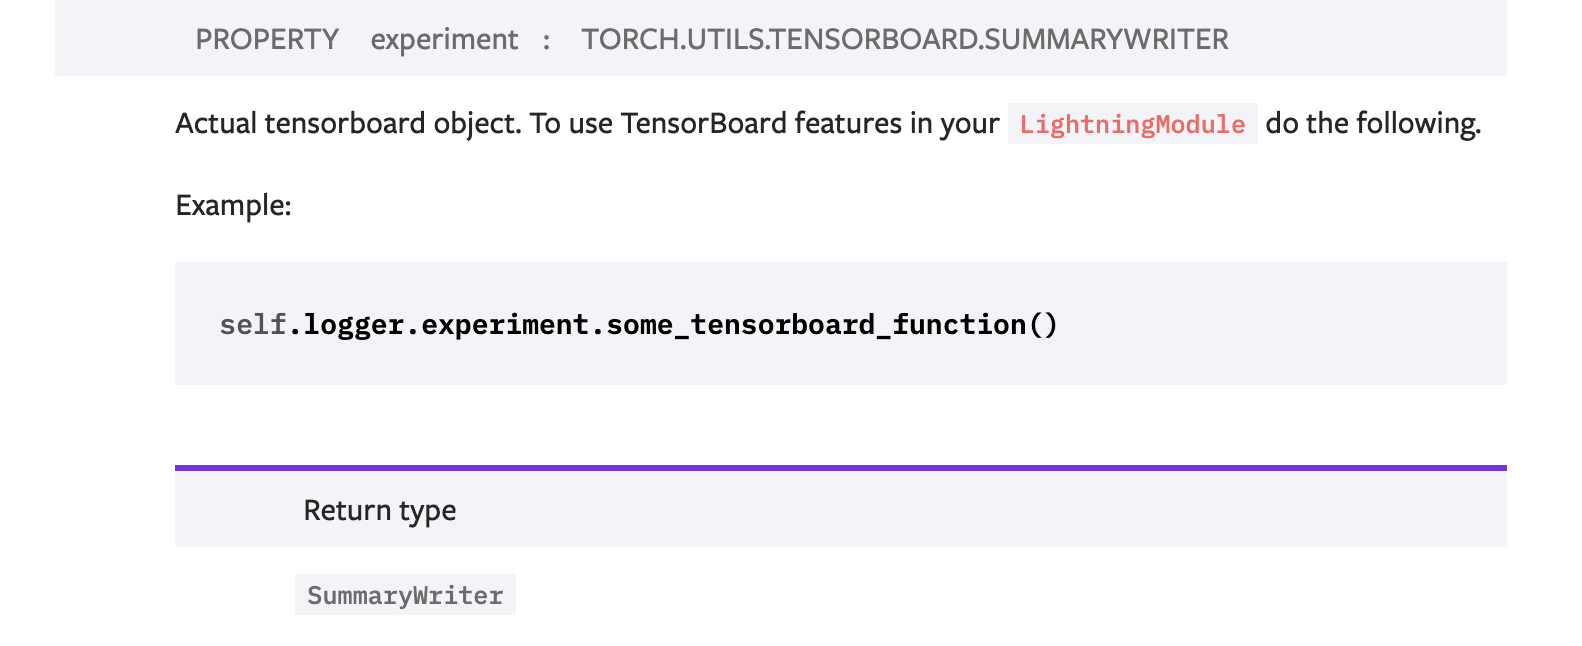 PROPERTY experiment : TORCH.UTILS.TENSORBOARD.SUMMARYWRITER
Actual tensorboard object. To use TensorBoard features in your LightningModule do the following.
Example:
self.logger.experiment.some_tensorboard_function()
Return type
SummaryWriter